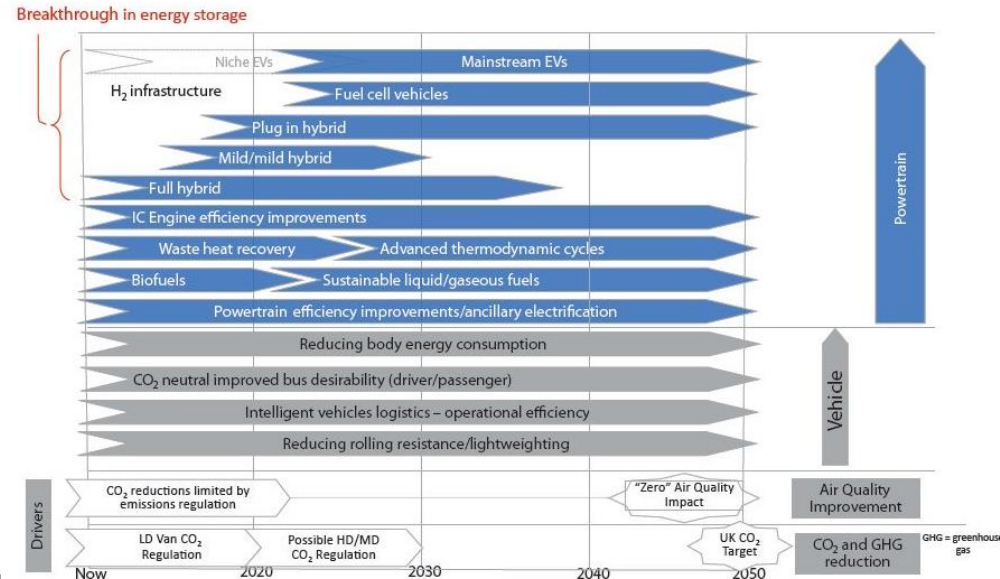 Breakthrough in energy storage
Niche EVs
Mainstream EVs
H₂ infrastructure
Fuel cell vehicles
Plug in hybrid
Mild/mild hybrid
Full hybrid
IC Engine efficiency improvements
Waste heat recovery
Advanced thermodynamic cycles
Biofuels
Sustainable liquid/gaseous fuels
Powertrain efficiency improvements/ancillary electrification
Powertrain
Reducing body energy consumption
CO₂ neutral improved bus desirability (driver/passenger)
Intelligent vehicles logistics – operational efficiency
Reducing rolling resistance/lightweighting
Vehicle
Drivers
CO₂ reductions limited by
emissions regulation
“Zero” Air Quality
Impact
Air Quality
Improvement
LD Van CO₂
Regulation
Possible HD/MD
CO₂ Regulation
UK CO₂
Target
CO₂ and GHG
reduction
GHG = greenhouse
gas
Now
2020
2030
2040
2050